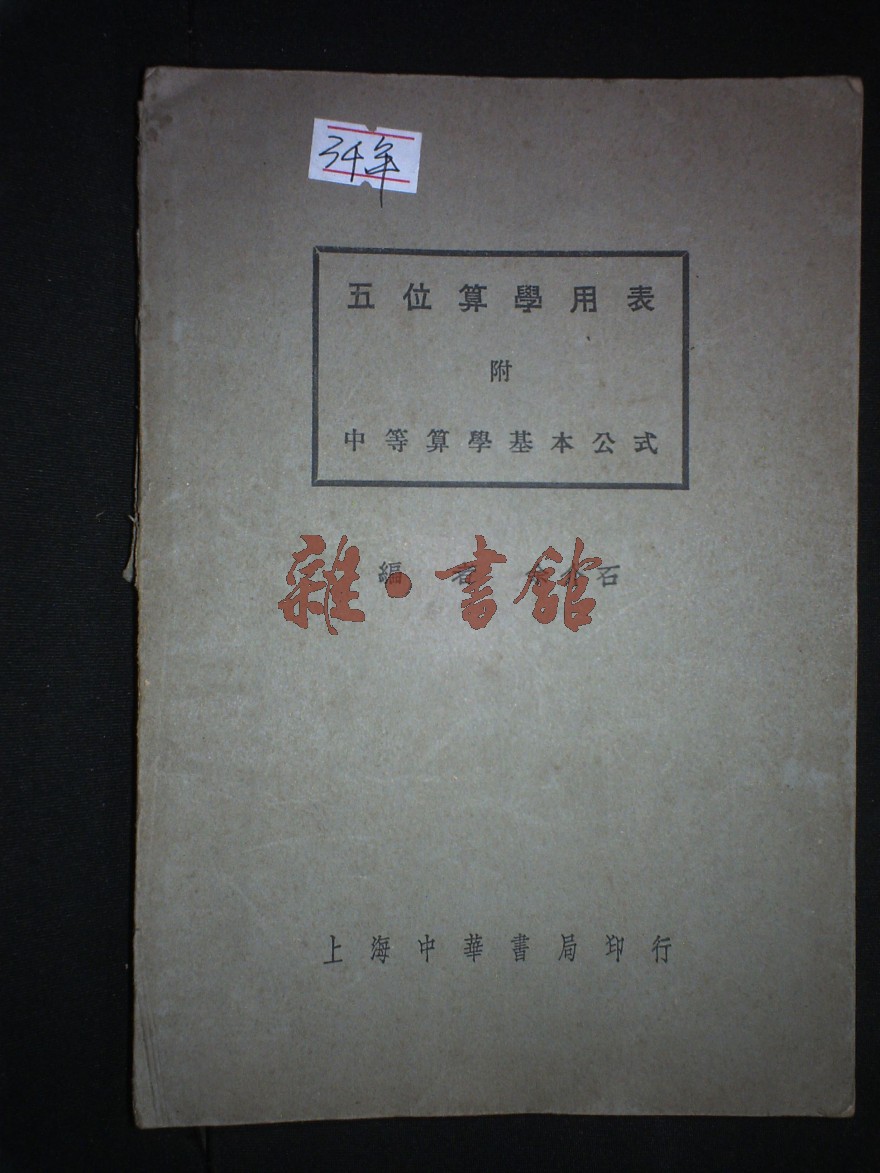 34年
五位算學用表
附
中等算學基本公式
編者 石
雜·書館
上海中華書局印行